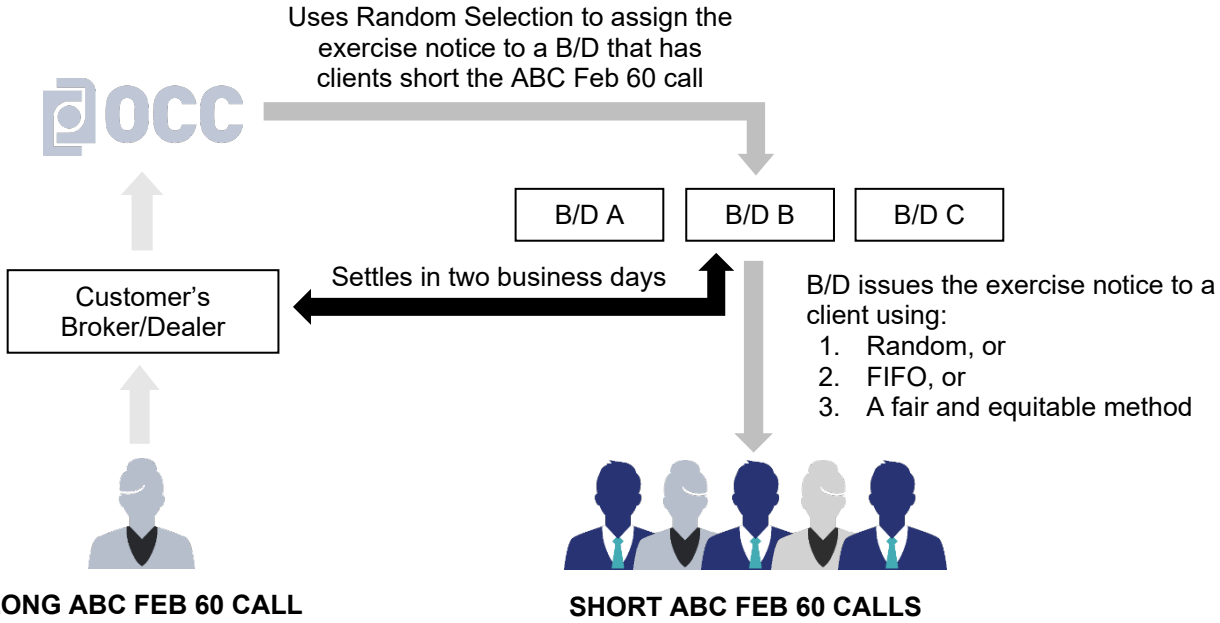 Uses Random Selection to assign the
exercise notice to a B/D that has
clients short the ABC Feb 60 call
OCC
B/D A
B/D B
B/D C
Settles in two business days
Customer’s
Broker/Dealer
B/D issues the exercise notice to a
client using:
1. Random, or
2. FIFO, or
3. A fair and equitable method
ONG ABC FEB 60 CALL
SHORT ABC FEB 60 CALLS